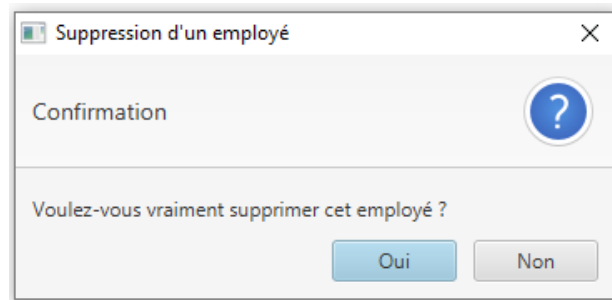 Suppression d'un employé
Confirmation
?
Voulez-vous vraiment supprimer cet employé ?
Oui Non